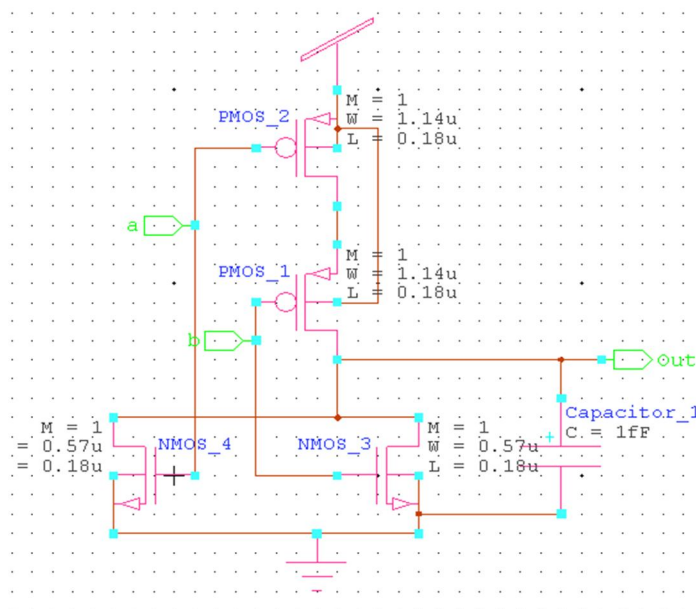 PMOS_2
M = 1
W = 1.14u
L = 0.18u
a
PMOS_1
M = 1
W = 1.14u
L = 0.18u
b
Out
Capacitor_1
C = 1fF
M = 1
= 0.57u
= 0.18u
NMOS_4
NMOS_3
M = 1
W = 0.57u
L = 0.18u